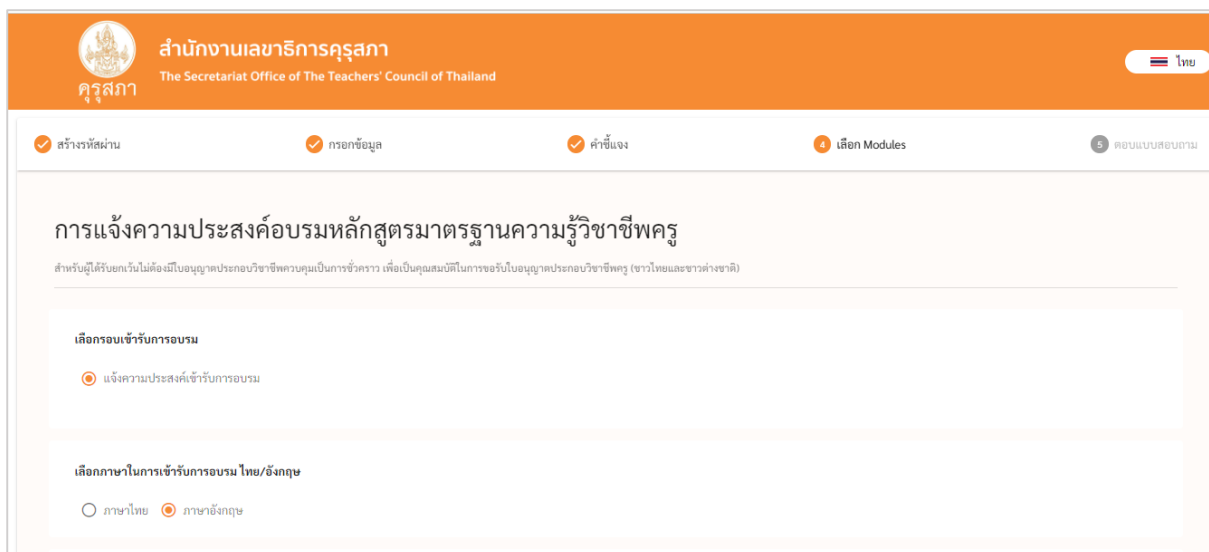 สำนักงานเลขาธิการคุรุสภา
The Secretariat Office of The Teachers' Council of Thailand
คุรุสภา
ไทย
สร้างรหัสผ่าน
กรอกข้อมูล
คำชี้แจง
4 เลือก Modules
5 ตอบแบบสอบถาม
การแจ้งความประสงค์อบรมหลักสูตรมาตรฐานความรู้วิชาชีพครู
สำหรับผู้ได้รับยกเว้นไม่ต้องมีใบอนุญาตประกอบวิชาชีพควบคุมเป็นการชั่วคราว เพื่อเป็นคุณสมบัติในการขอรับใบอนุญาตประกอบวิชาชีพครู (ชาวไทยและชาวต่างชาติ)
เลือกรอบเข้ารับการอบรม
แจ้งความประสงค์เข้ารับการอบรม
เลือกภาษาในการเข้ารับการอบรม ไทย/อังกฤษ
ภาษาไทย ภาษาอังกฤษ